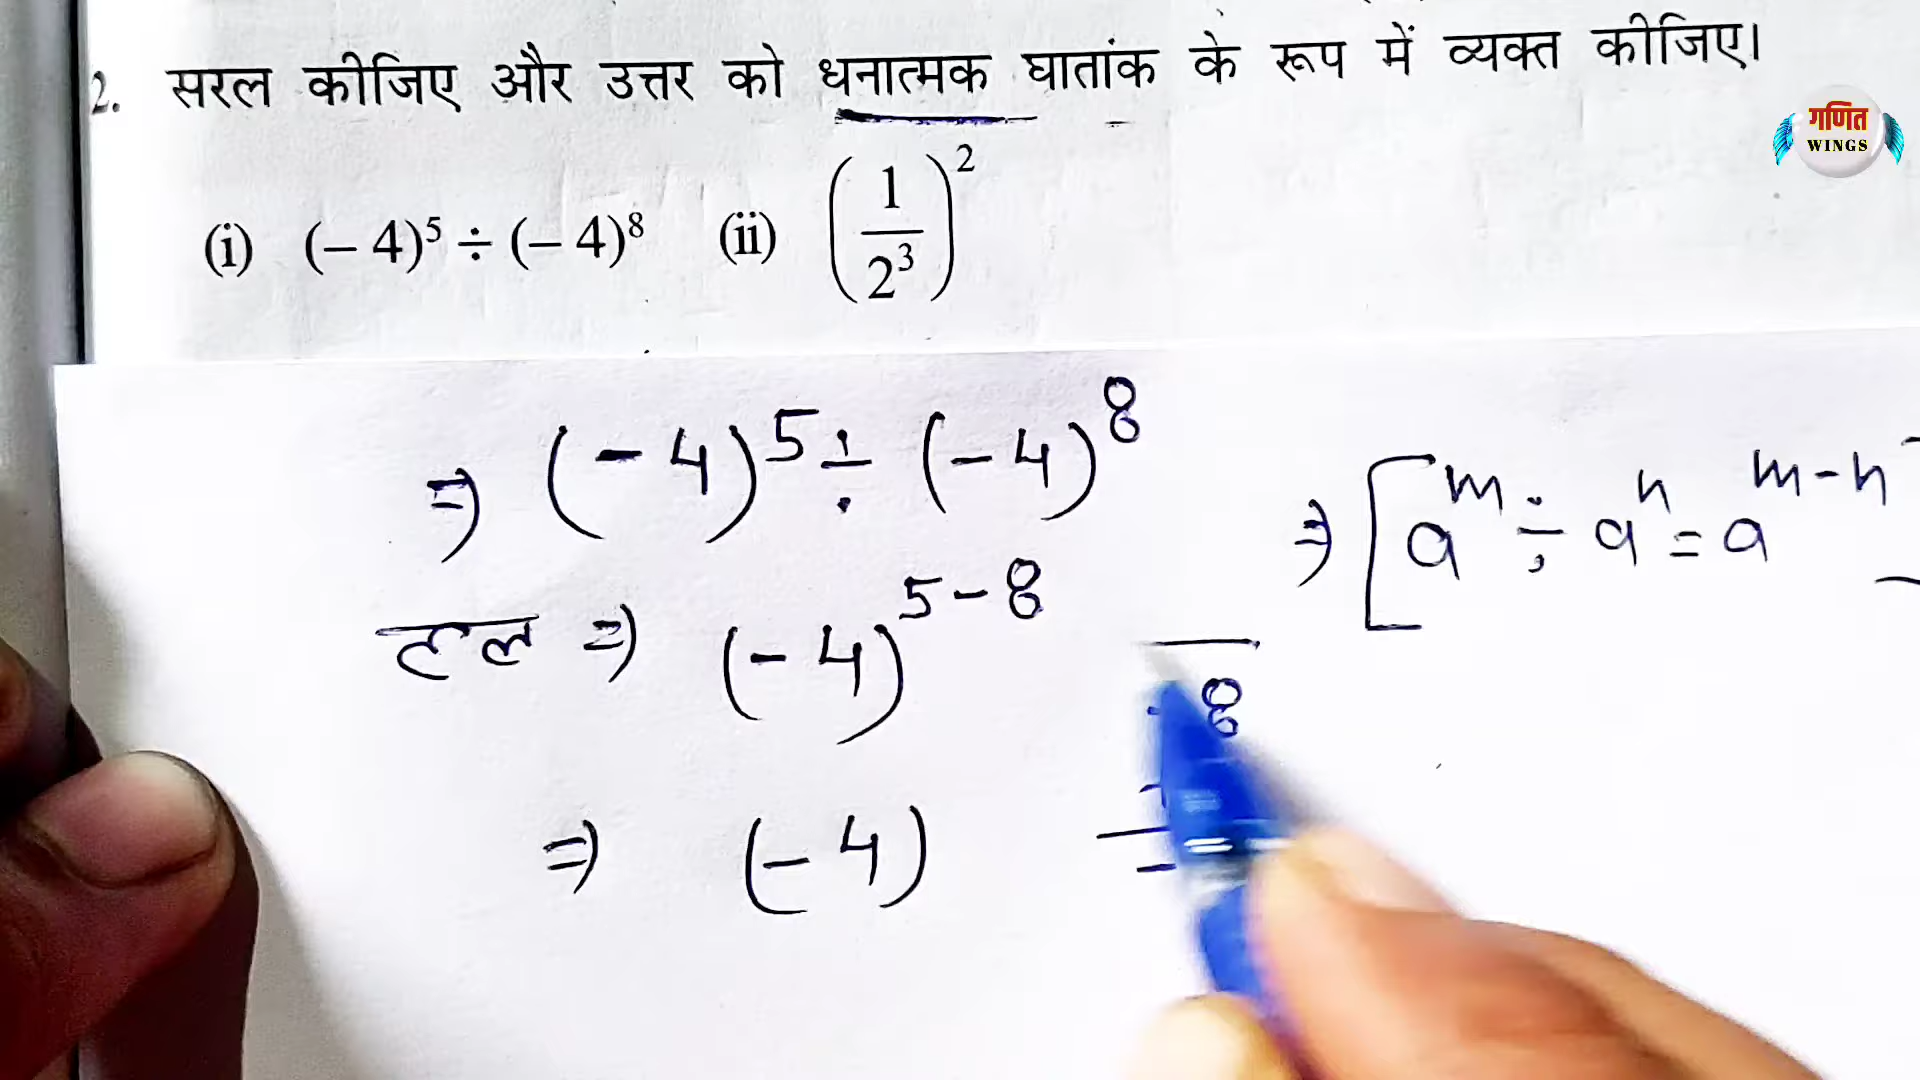 2. सरल कीजिए और उत्तर को धनात्मक घातांक के रूप में व्यक्त कीजिए।
गणित
WINGS
(i) (– 4)⁵ ÷ (– 4)⁸ (ii) (1/2³)²
⇒ (-4)⁵ ÷ (-4)⁸
⇒ [aᵐ ÷ aⁿ = aᵐ⁻ⁿ]
हल ⇒ (-4)⁵⁻⁸
8
⇒ (-4)